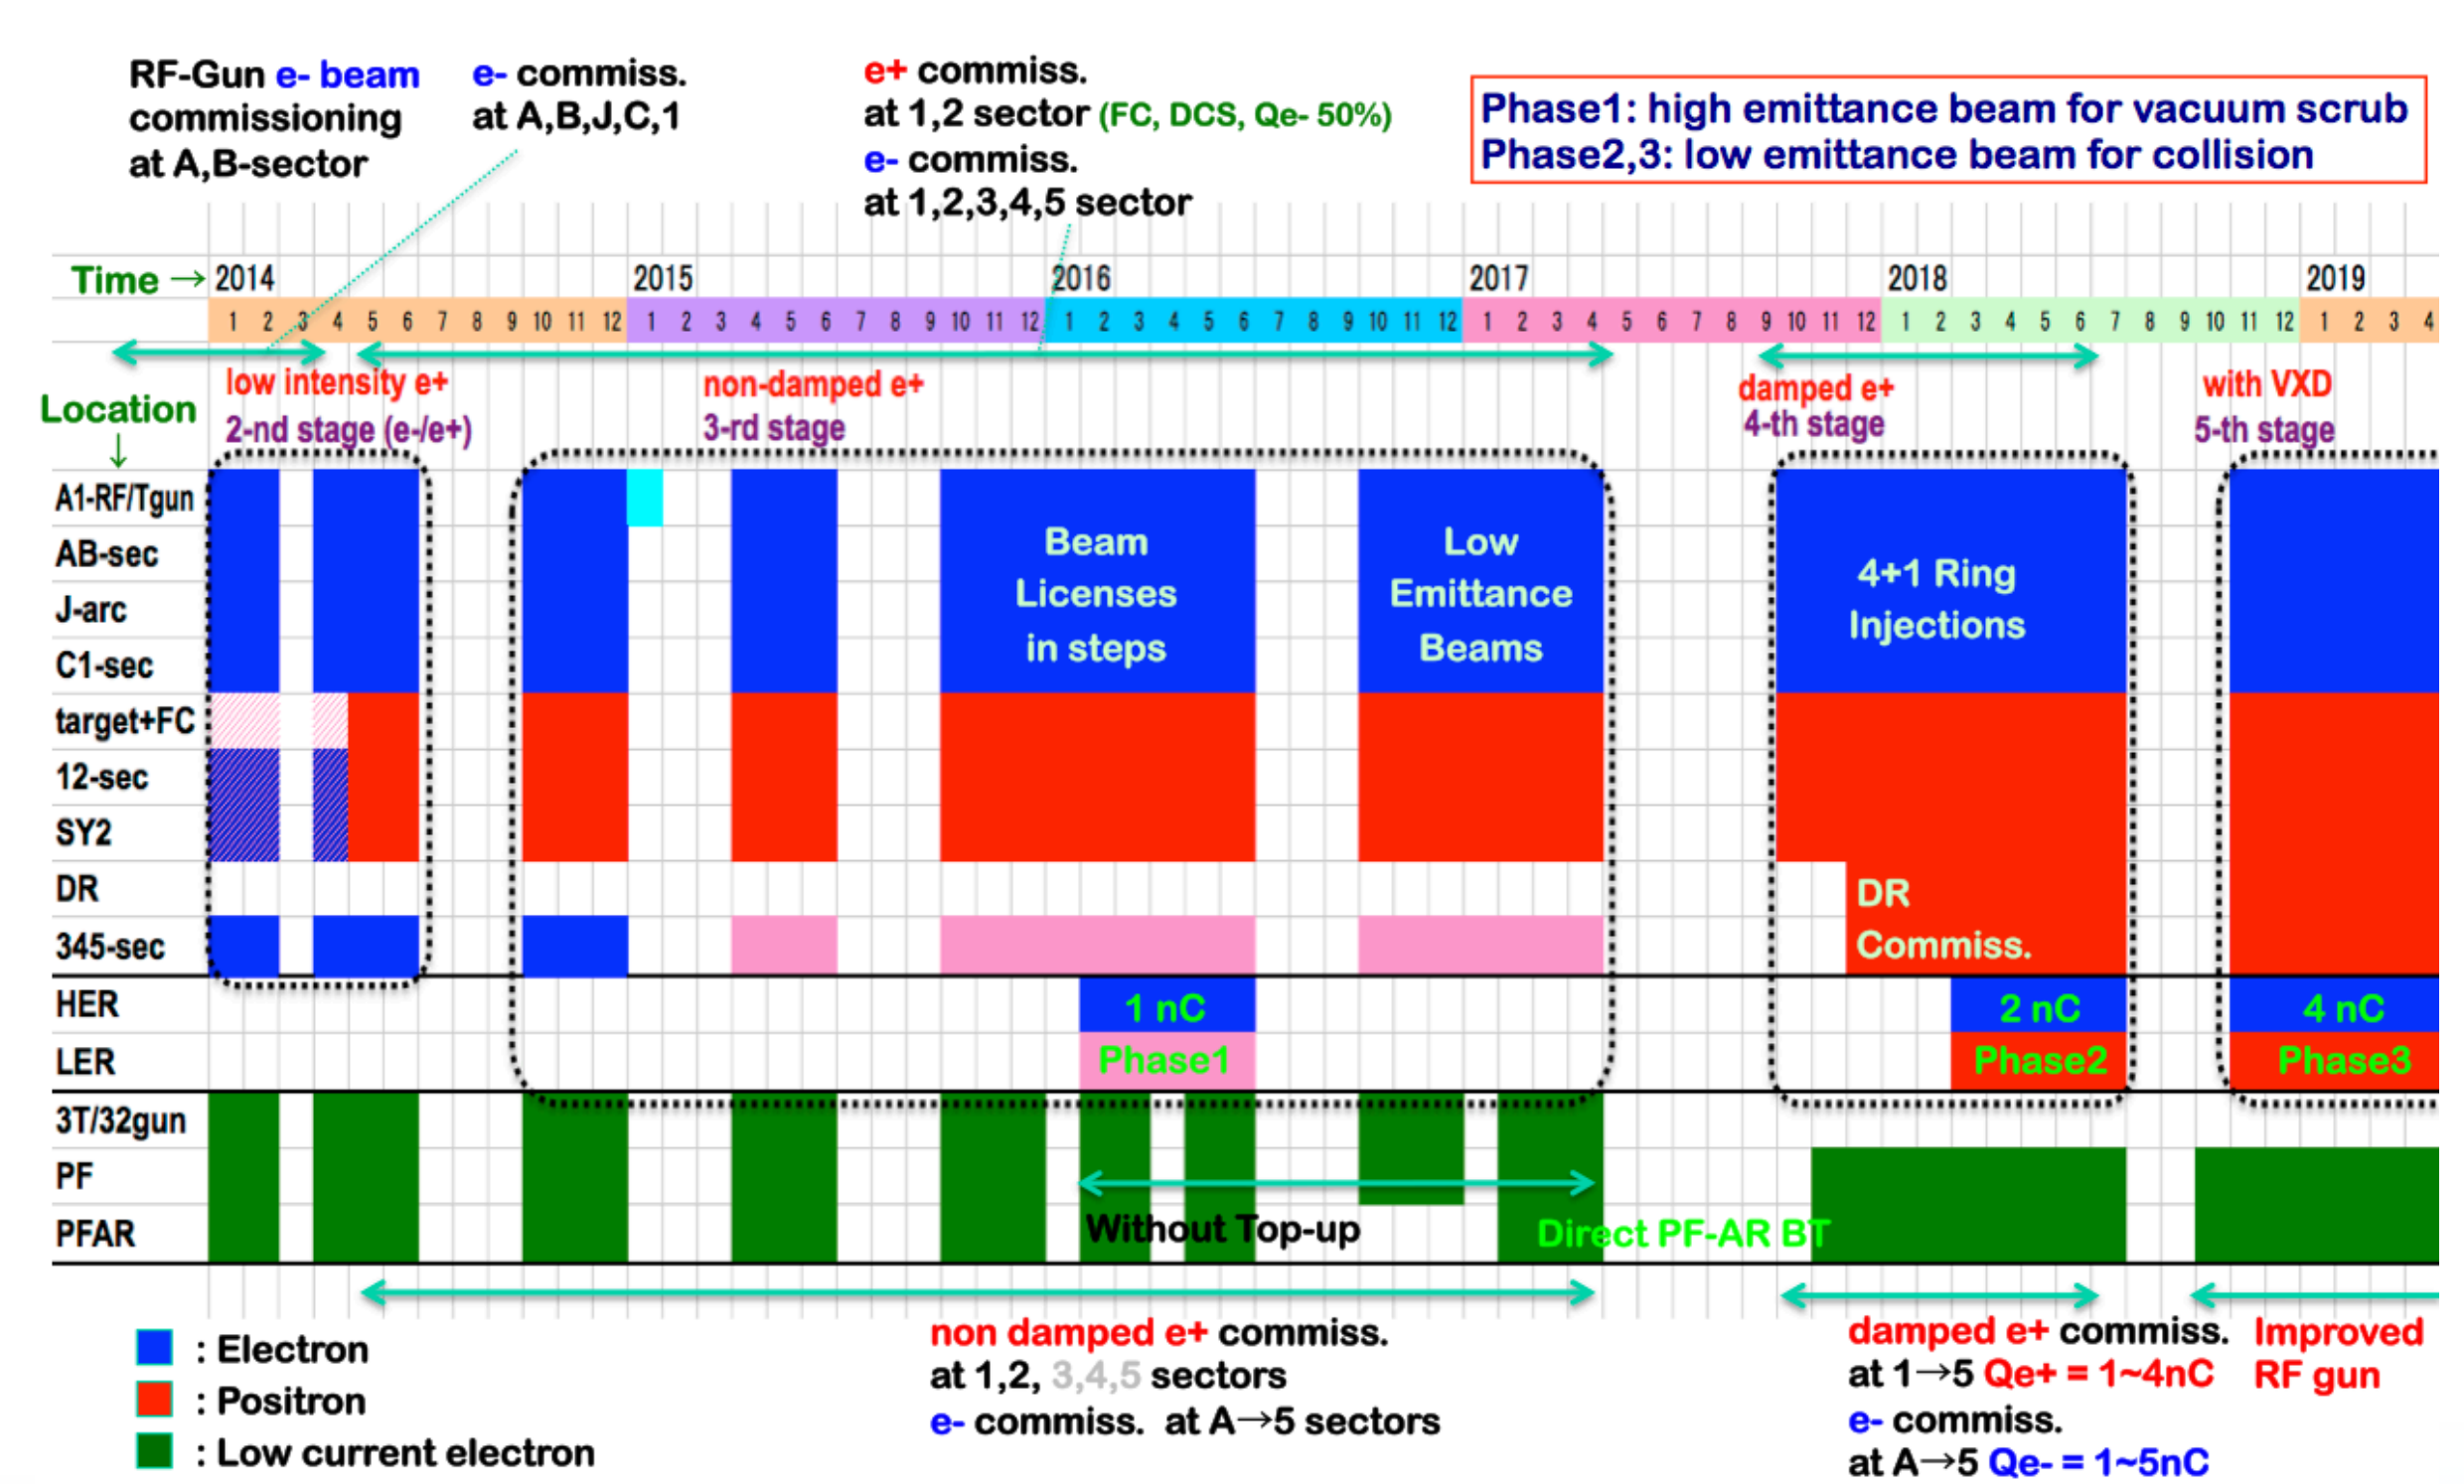 RF-Gun e- beam
commissioning
at A,B-sector
e- commiss.
at A,B,J,C,1
e+ commiss.
at 1,2 sector (FC, DCS, Qe- 50%)
e- commiss.
at 1,2,3,4,5 sector
Phase1: high emittance beam for vacuum scrub
Phase2,3: low emittance beam for collision
Time → 2014 2015 2016 2017 2018 2019
1 2 3 4 5 6 7 8 9 10 11 12 1 2 3 4 5 6 7 8 9 10 11 12 1 2 3 4 5 6 7 8 9 10 11 12 1 2 3 4 5 6 7 8 9 10 11 12 1 2 3 4 5 6 7 8 9 10 11 12 1 2 3 4
low intensity e+
2-nd stage (e-/e+)
non-damped e+
3-rd stage
damped e+
4-th stage
with VXD
5-th stage
Location
↓
A1-RF/Tgun
AB-sec
J-arc
C1-sec
target+FC
12-sec
SY2
DR
345-sec
HER
LER
3T/32gun
PF
PFAR
Beam
Licenses
in steps
Low
Emittance
Beams
4+1 Ring
Injections
DR
Commiss.
1 nC
Phase1
2 nC
Phase2
4 nC
Phase3
Without Top-up
Direct PF-AR BT
: Electron
: Positron
: Low current electron
non damped e+ commiss.
at 1,2, 3,4,5 sectors
e- commiss. at A→5 sectors
damped e+ commiss.
at 1→5 Qe+ = 1~4nC
e- commiss.
at A→5 Qe- = 1~5nC
Improved
RF gun